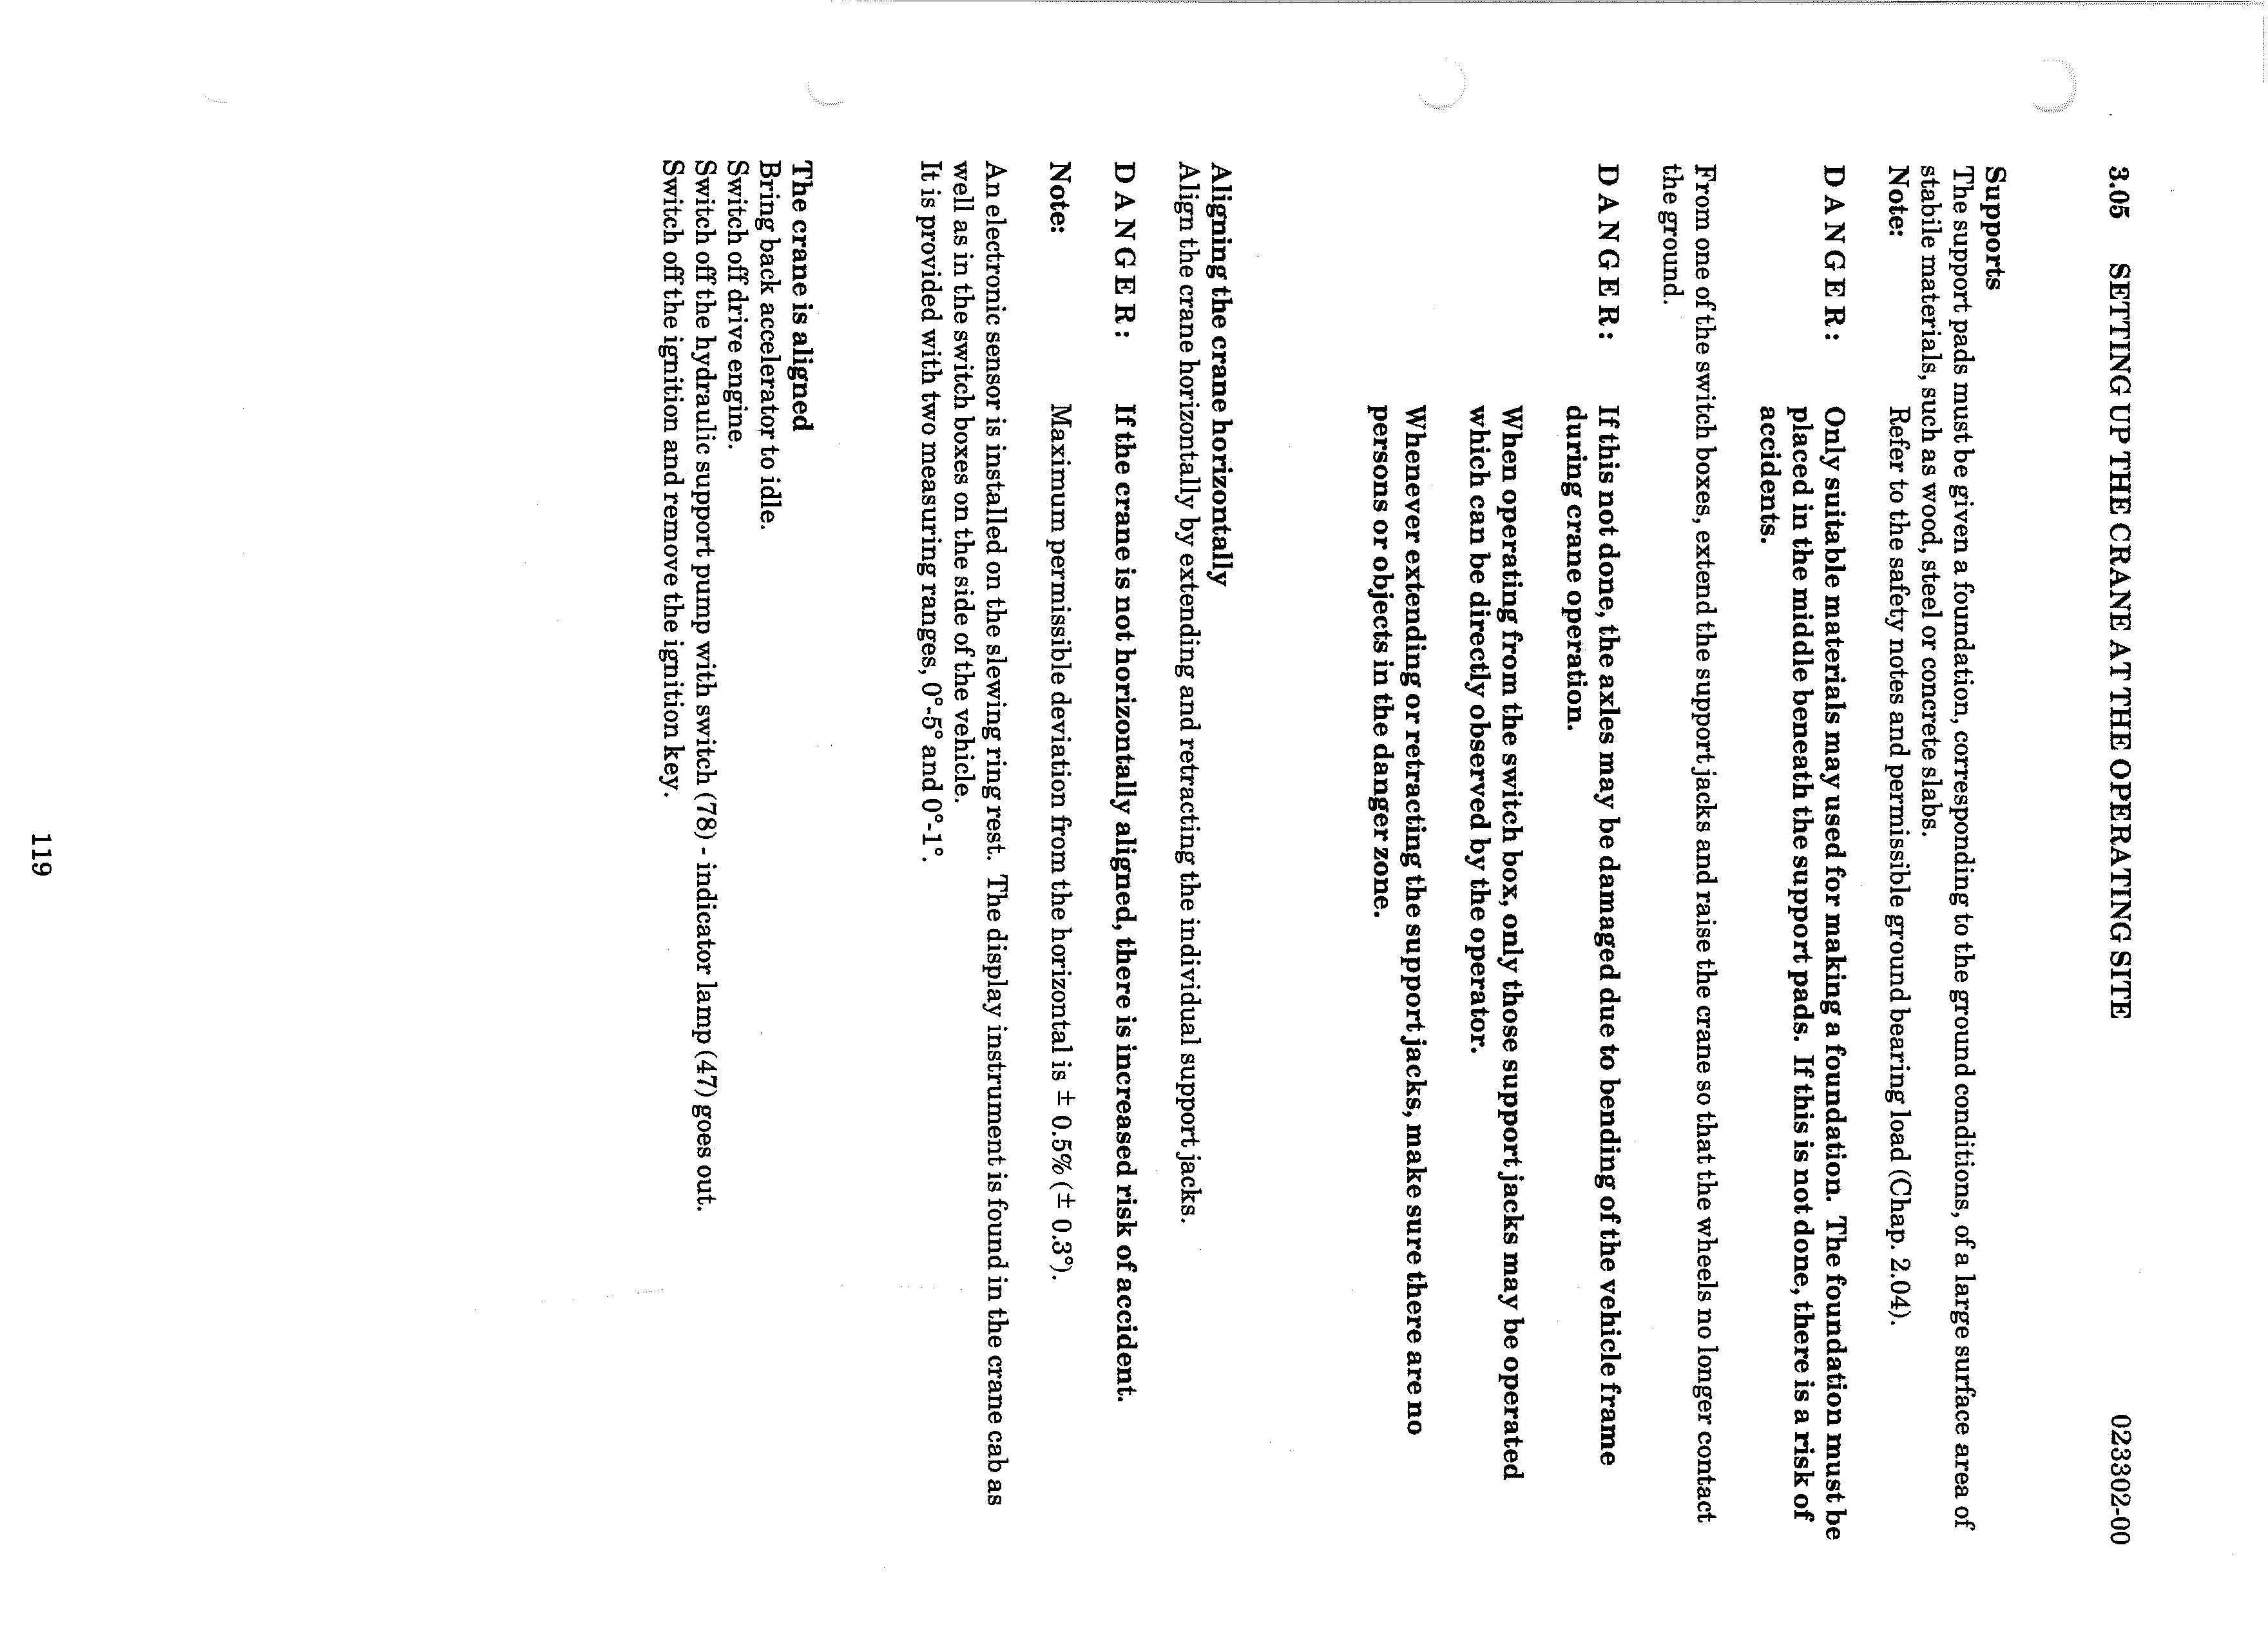 3.05 SETTING UP THE CRANE AT THE OPERATING SITE 023302-00
Supports
The support pads must be given a foundation, corresponding to the ground conditions, of a large surface area of
stabile materials, such as wood, steel or concrete slabs.
Note: Refer to the safety notes and permissible ground bearing load (Chap. 2.04).
D A N G E R : Only suitable materials may used for making a foundation. The foundation must be
placed in the middle beneath the support pads. If this is not done, there is a risk of
accidents.
From one of the switch boxes, extend the support jacks and raise the crane so that the wheels no longer contact
the ground.
D A N G E R : If this not done, the axles may be damaged due to bending of the vehicle frame
during crane operation.
When operating from the switch box, only those support jacks may be operated
which can be directly observed by the operator.
Whenever extending or retracting the support jacks, make sure there are no
persons or objects in the danger zone.
Aligning the crane horizontally
Align the crane horizontally by extending and retracting the individual support jacks.
D A N G E R : If the crane is not horizontally aligned, there is increased risk of accident.
Note: Maximum permissible deviation from the horizontal is ± 0.5% (± 0.3°).
An electronic sensor is installed on the slewing ring rest. The display instrument is found in the crane cab as
well as in the switch boxes on the side of the vehicle.
It is provided with two measuring ranges, 0°-5° and 0°-1°.
The crane is aligned
Bring back accelerator to idle.
Switch off drive engine.
Switch off the hydraulic support pump with switch (78) - indicator lamp (47) goes out.
Switch off the ignition and remove the ignition key.
119